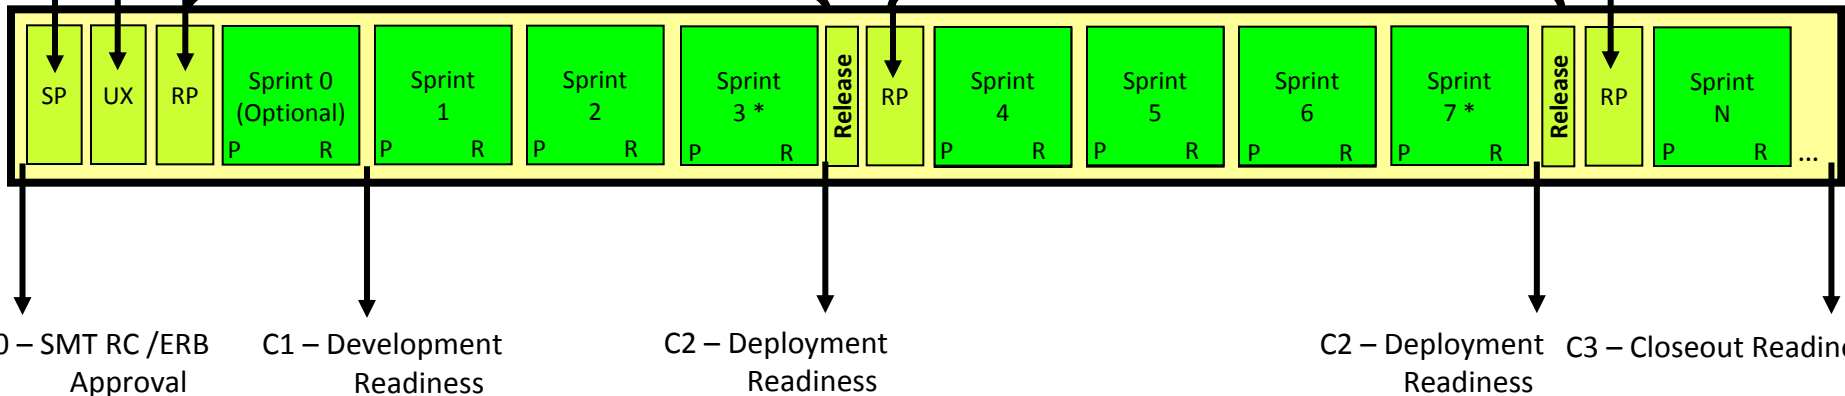 SP
UX
RP
Sprint 0
(Optional)
P R
Sprint
1
P R
Sprint
2
P R
Sprint
3 *
P R
Release
RP
Sprint
4
P R
Sprint
5
P R
Sprint
6
P R
Sprint
7 *
P R
Release
RP
Sprint
N
P R
...
0 – SMT RC /ERB
Approval
C1 – Development
Readiness
C2 – Deployment
Readiness
C2 – Deployment
Readiness
C3 – Closeout